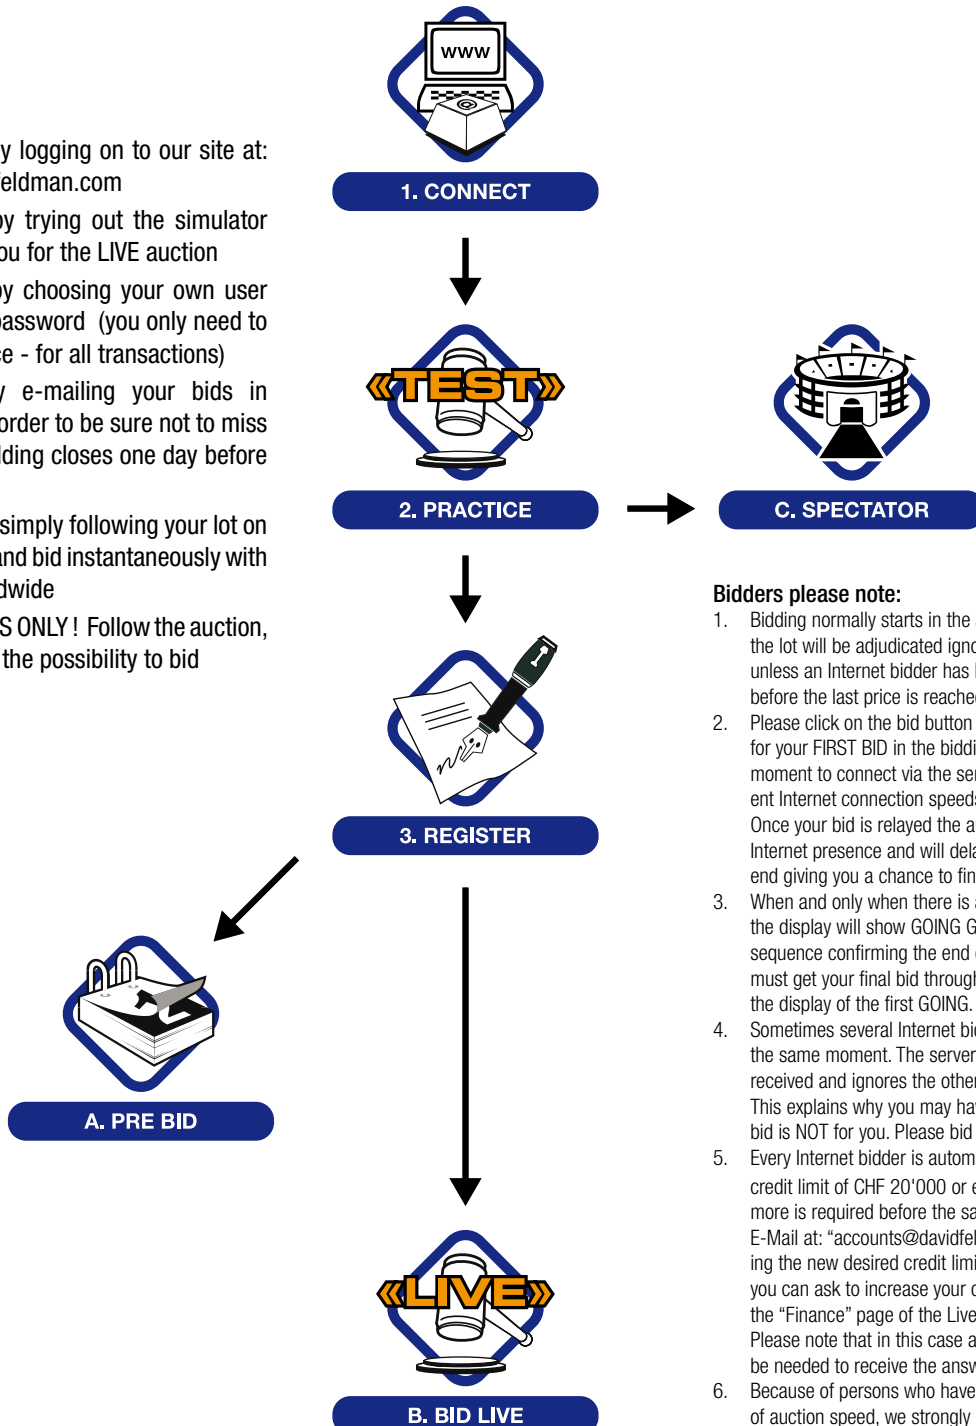 y logging on to our site at:
feldman.com
by trying out the simulator
ou for the LIVE auction
by choosing your own user
password (you only need to
ce - for all transactions)
y e-mailing your bids in
order to be sure not to miss
dding closes one day before
simply following your lot on
and bid instantaneously with
dwide
S ONLY ! Follow the auction,
the possibility to bid
www
@
1. CONNECT
TEST
2. PRACTICE
C. SPECTATOR
3. REGISTER
A. PRE BID
LIVE
B. BID LIVE
Bidders please note:
1. Bidding normally starts in the
the lot will be adjudicated igno
unless an Internet bidder has
before the last price is reache
2. Please click on the bid button
for your FIRST BID in the biddi
moment to connect via the ser
ent Internet connection speeds
Once your bid is relayed the a
Internet presence and will dela
end giving you a chance to fin
3. When and only when there is a
the display will show GOING G
sequence confirming the end
must get your final bid through
the display of the first GOING.
4. Sometimes several Internet bid
the same moment. The server
received and ignores the other
This explains why you may hav
bid is NOT for you. Please bid
5. Every Internet bidder is autom
credit limit of CHF 20'000 or e
more is required before the sa
E-Mail at: “accounts@davidfel
ing the new desired credit limi
you can ask to increase your c
the “Finance” page of the Live
Please note that in this case a
be needed to receive the answ
6. Because of persons who have
of auction speed, we strongly